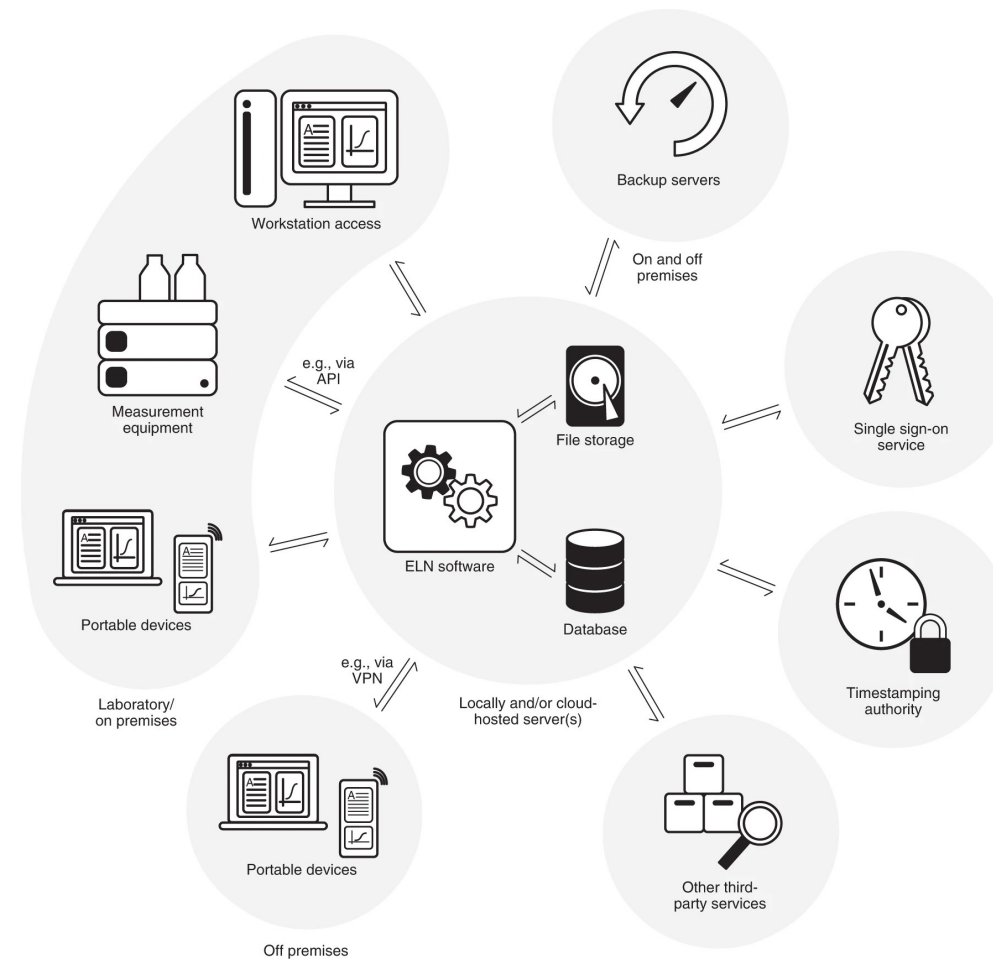 Workstation access
Backup servers
On and off
premises
Measurement
equipment
e.g., via
API
File storage
Single sign-on
service
ELN software
Portable devices
Database
Laboratory/
on premises
e.g., via
VPN
Locally and/or cloud-
hosted server(s)
Timestamping
authority
Portable devices
Off premises
Other third-
party services
A
A
A
A
A